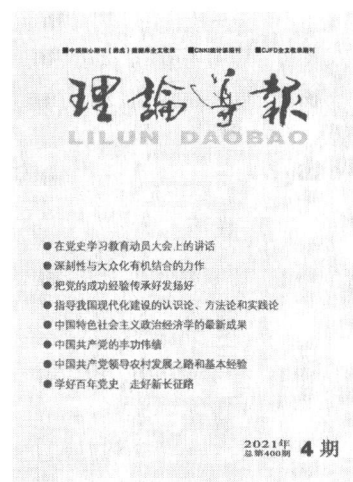 ■中国核心期刊(遴选)数据库全文收录 ■CNKI统计源期刊 ■CJFD全文收录期刊
理論导報
LILUN DAOBAO
●在党史学习教育动员大会上的讲话
●深刻性与大众化有机结合的力作
●把党的成功经验传承好发扬好
●指导我国现代化建设的认识论、方法论和实践论
●中国特色社会主义政治经济学的最新成果
●中国共产党的丰功伟绩
●中国共产党领导农村发展之路和基本经验
●学好百年党史 走好新长征路
2021年
总第400期 4 期